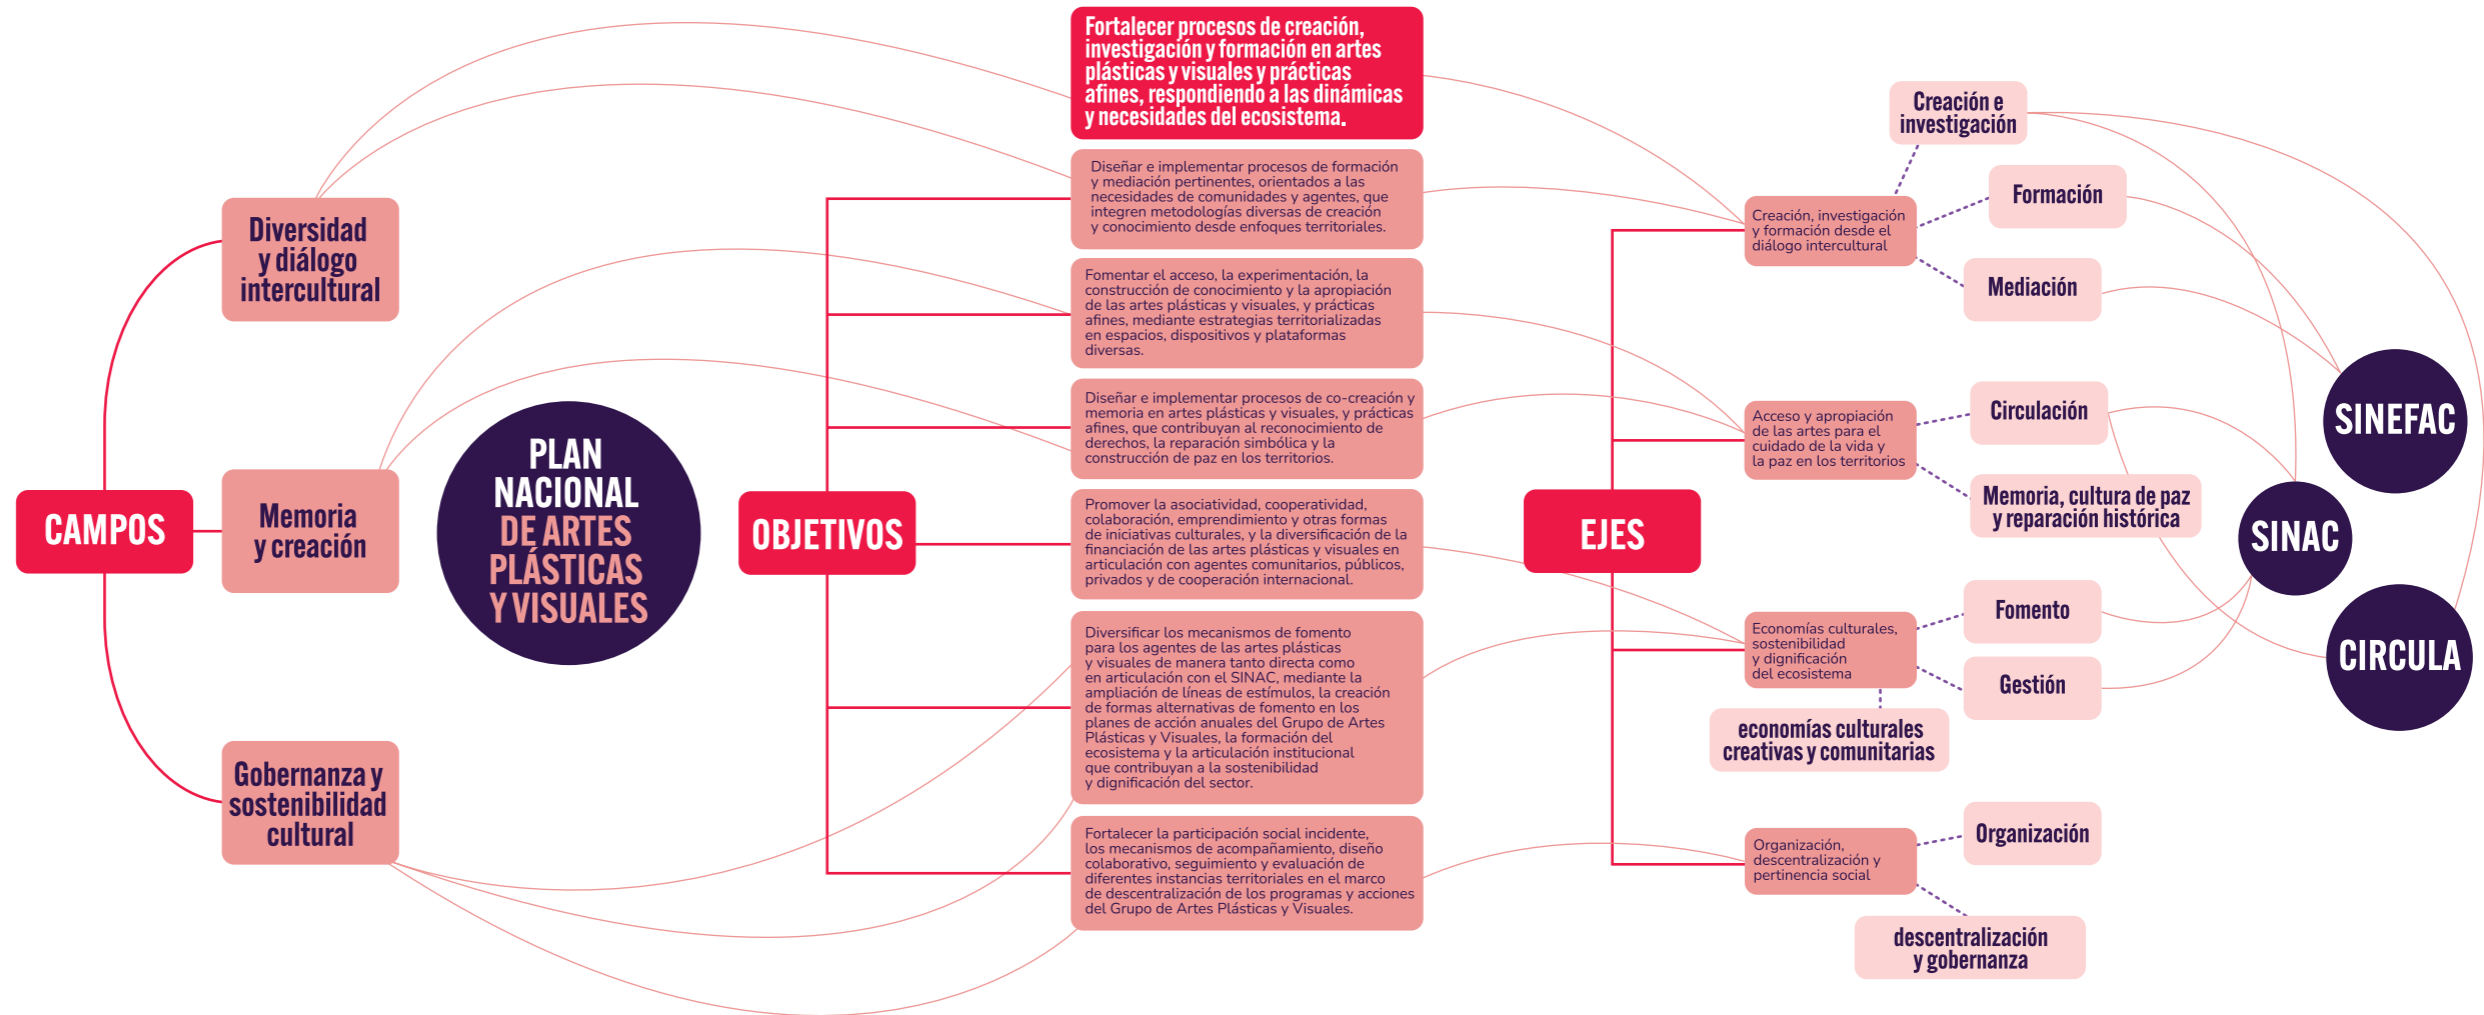 CAMPOS
Diversidad
y diálogo
intercultural
Memoria
y creación
Gobernanza y
sostenibilidad
cultural
PLAN
NACIONAL
DE ARTES
PLÁSTICAS
Y VISUALES
OBJETIVOS
Fortalecer procesos de creación,
investigación y formación en artes
plásticas y visuales y prácticas
afines, respondiendo a las dinámicas
y necesidades del ecosistema.
Diseñar e implementar procesos de formación
y mediación pertinentes, orientados a las
necesidades de comunidades y agentes, que
integren metodologías diversas de creación
y conocimiento desde enfoques territoriales.
Fomentar el acceso, la experimentación, la
construcción de conocimiento y la apropiación
de las artes plásticas y visuales, y prácticas
afines, mediante estrategias territorializadas
en espacios, dispositivos y plataformas
diversas.
Diseñar e implementar procesos de co-creación y
memoria en artes plásticas y visuales, y prácticas
afines, que contribuyan al reconocimiento de
derechos, la reparación simbólica y la
construcción de paz en los territorios.
Promover la asociatividad, cooperatividad,
colaboración, emprendimiento y otras formas
de iniciativas culturales, y la diversificación de la
financiación de las artes plásticas y visuales en
articulación con agentes comunitarios, públicos,
privados y de cooperación internacional.
Diversificar los mecanismos de fomento
para los agentes de las artes plásticas
y visuales de manera tanto directa como
en articulación con el SINAC, mediante la
ampliación de líneas de estímulos, la creación
de formas alternativas de fomento en los
planes de acción anuales del Grupo de Artes
Plásticas y Visuales, la formación del
ecosistema y la articulación institucional
que contribuyan a la sostenibilidad
y dignificación del sector.
Fortalecer la participación social incidente,
los mecanismos de acompañamiento, diseño
colaborativo, seguimiento y evaluación de
diferentes instancias territoriales en el marco
de descentralización de los programas y acciones
del Grupo de Artes Plásticas y Visuales.
EJES
Creación, investigación
y formación desde el
diálogo intercultural
Creación e
investigación
Formación
Mediación
Acceso y apropiación
de las artes para el
cuidado de la vida y
la paz en los territorios
Circulación
Memoria, cultura de paz
y reparación histórica
Economías culturales,
sostenibilidad
y dignificación
del ecosistema
Fomento
Gestión
economías culturales
creativas y comunitarias
Organización,
descentralización y
pertinencia social
Organización
descentralización
y gobernanza
SINEFAC
SINAC
CIRCULA